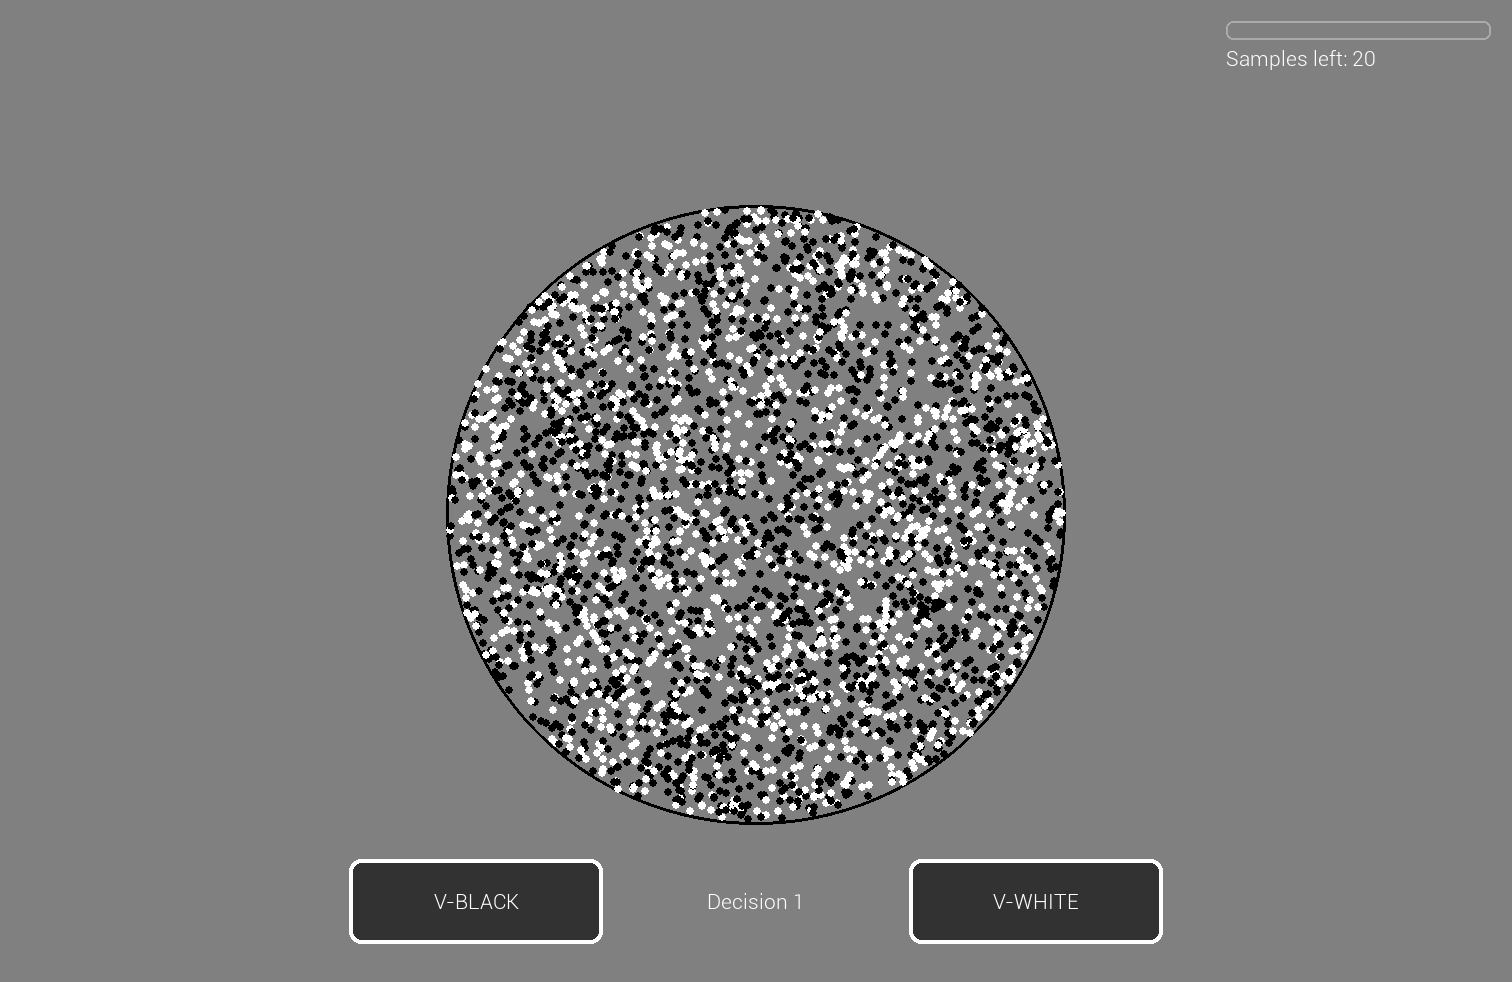 Samples left: 20
V-BLACK
Decision 1
V-WHITE